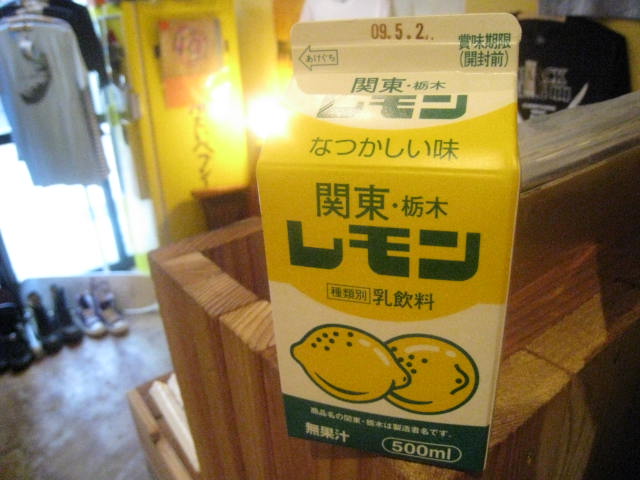 09.5.2
賞味期限
(開封前)
あけぐち
関東・栃木
レモン
なつかしい味
関東・栃木
レモン
種類別 乳飲料
商品名の関東・栃木は製造者名です。
無果汁
500ml